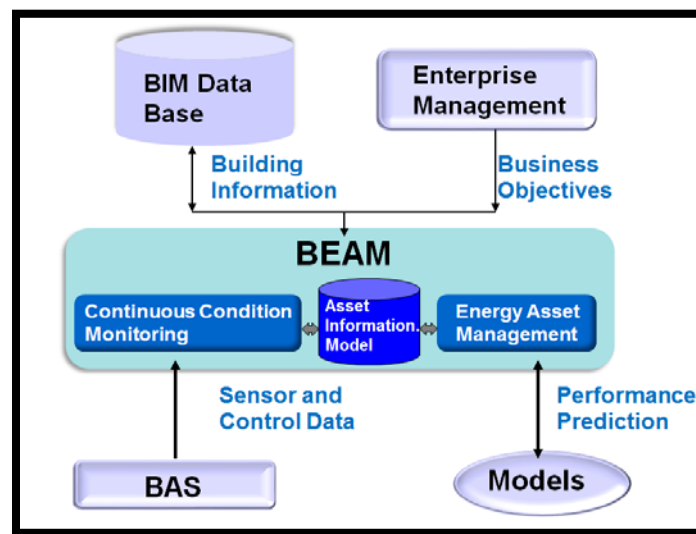 BIM Data
Base
Enterprise
Management
Building
Information
Business
Objectives
BEAM
Continuous Condition
Monitoring
Asset
Information.
Model
Energy Asset
Management
Sensor and
Control Data
Performance
Prediction
BAS
Models